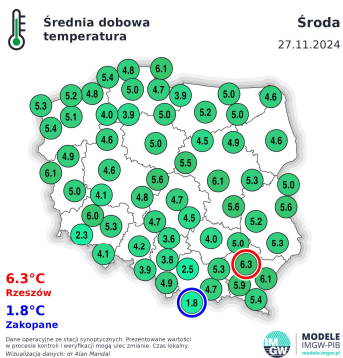 Średnia dobowa
temperatura
Środa
27.11.2024
5.4 4.8 6.1
5.3 5.2 4.8 5.0 4.7 3.9 5.0 4.6
5.4 5.1 4.0 3.9 5.0 5.2 5.0
4.9 4.6 5.0 4.5 4.9 4.6
6.1 4.6 5.5
5.0 4.1 5.6 6.1 5.3 5.0
4.8 4.7 5.6 5.6
6.0 5.3 4.7 4.5 5.2
2.3 4.2 3.6 4.0 5.0 5.3
4.1 3.9 3.8 2.5 5.3 6.3 6.1
4.9 4.7 5.9 5.4
1.8
6.3°C
Rzeszów
1.8°C
Zakopane
Dane operacyjne ze stacji synoptycznych. Prezentowane wartości
w procesie kontroli i weryfikacji mogą ulec zmianie. Czas lokalny.
Wizualizacja danych: dr Alan Mandal
IM
GW
MODELE
IMGW-PIB
modele.imgw.pl